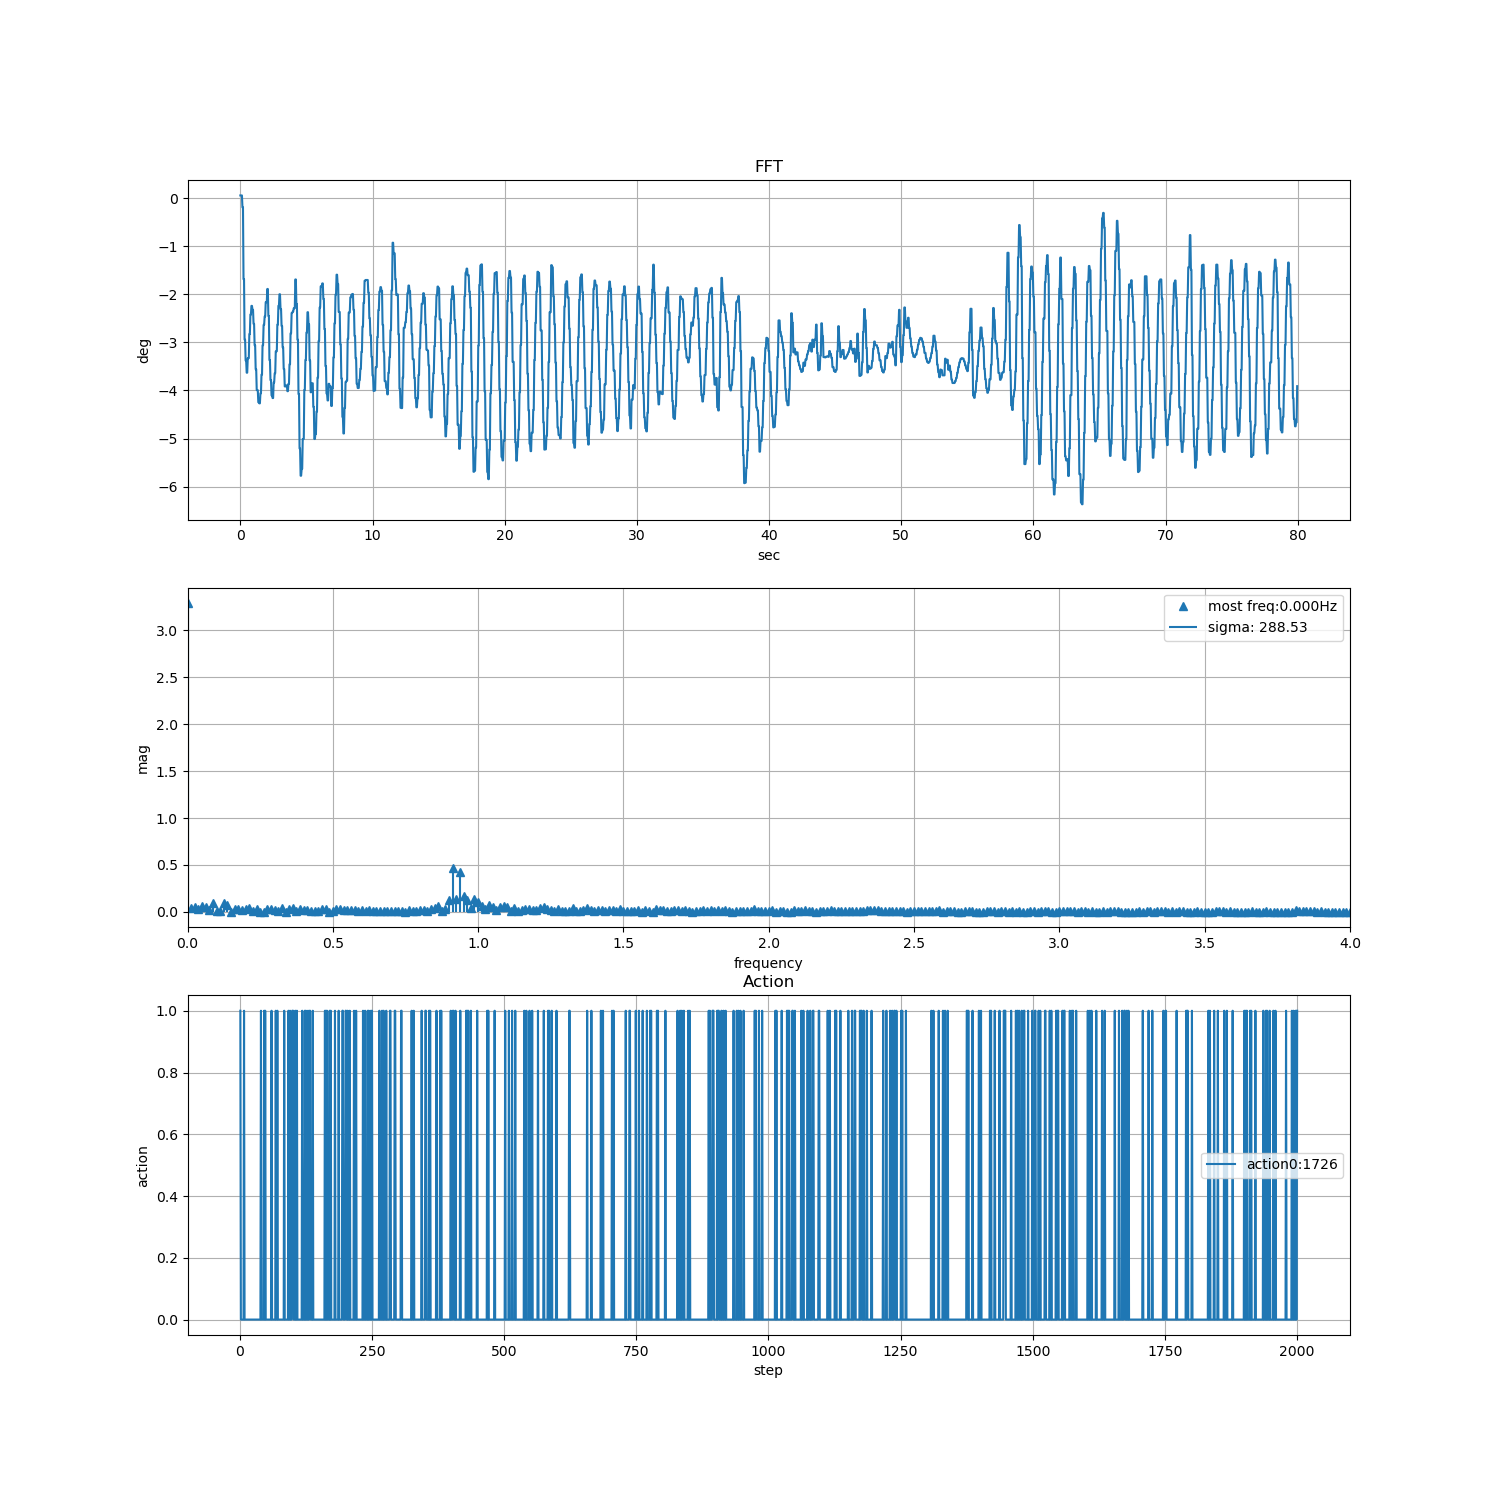 FFT
0
−1
−2
−3
−4
−5
−6
deg
0 10 20 30 40 50 60 70 80
sec
most freq:0.000Hz
sigma: 288.53
3.0
2.5
2.0
1.5
1.0
0.5
0.0
mag
0.0 0.5 1.0 1.5 2.0 2.5 3.0 3.5 4.0
frequency
Action
1.0
0.8
0.6
0.4
0.2
0.0
action
action0:1726
0 250 500 750 1000 1250 1500 1750 2000
step